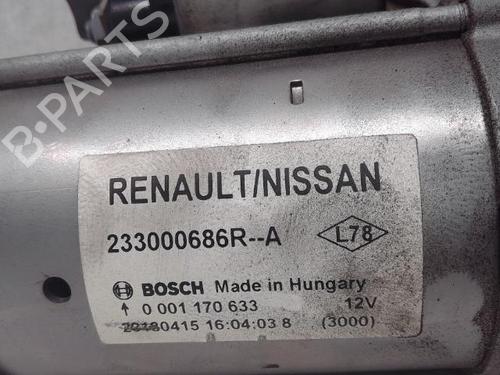 B-PARTS
RENAULT/NISSAN
233000686R--A L78
BOSCH Made in Hungary
0 001 170 633 12V
16:04:03 8 (3000)